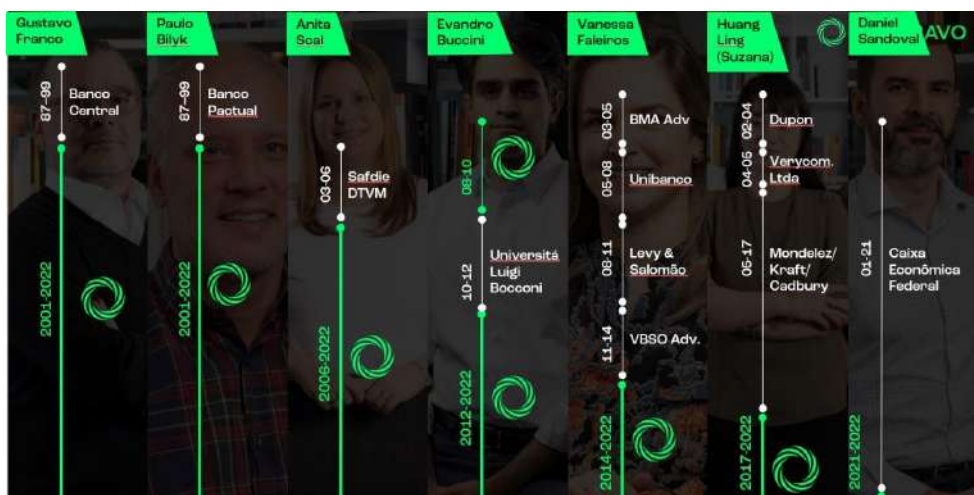 Gustavo
Franco
87-99
Banco
Central
2001-2022
Paulo
Bilyk
87-99
Banco
Pactual
2001-2022
Anita
Scal
03-06
Safdie
DTVM
2006-2022
Evandro
Buccini
08-10
10-12
Universitá
Luigi
Bocconi
2012-2022
Vanessa
Faleiros
03-05
BMA Adv
05-08
Unibanco
08-11
Levy &
Salomão
11-14
VBSO Adv.
2014-2022
Huang
Ling
(Suzana)
02-04
Dupon
04-05
Verycom.
Ltda
05-17
Mondelez/
Kraft/
Cadbury
2017-2022
Daniel
Sandoval
AVO
01-21
Caixa
Econômica
Federal
2021-2022